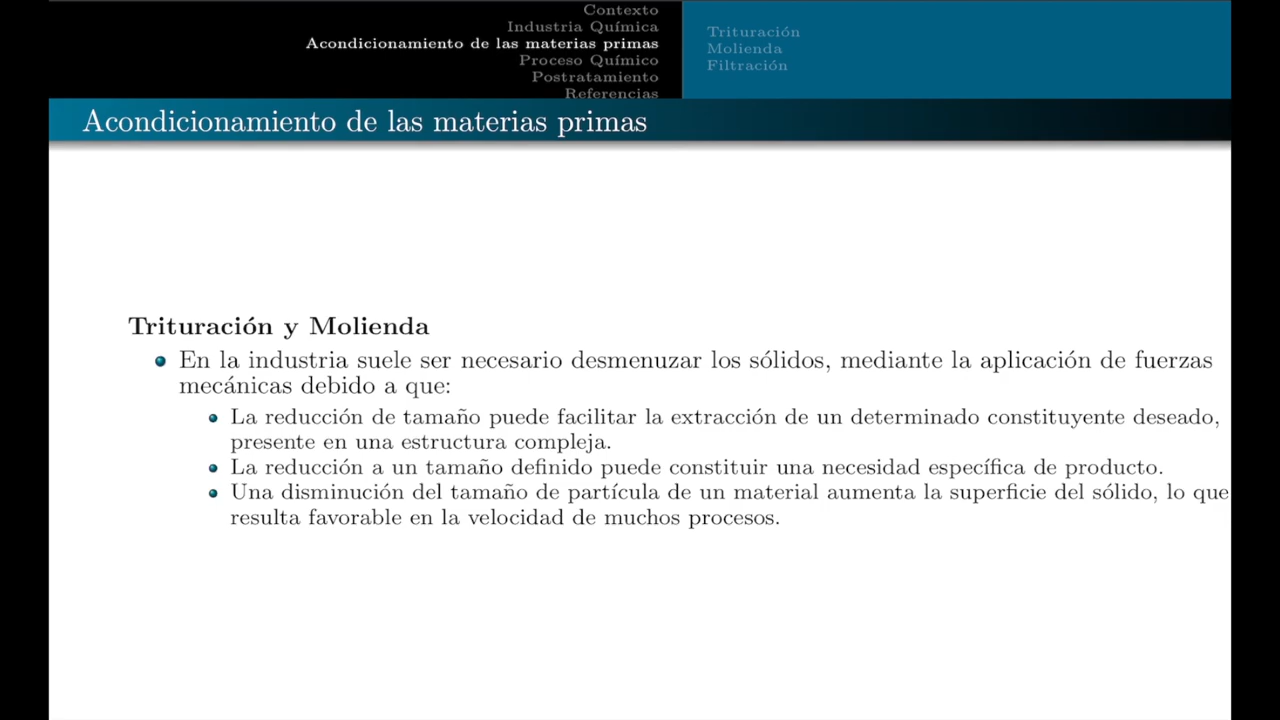 Contexto
Industria Química
Acondicionamiento de las materias primas
Proceso Químico
Postratamiento
Referencias
Trituración
Molienda
Filtración
Acondicionamiento de las materias primas
Trituración y Molienda
En la industria suele ser necesario desmenuzar los sólidos, mediante la aplicación de fuerzas
mecánicas debido a que:
La reducción de tamaño puede facilitar la extracción de un determinado constituyente deseado,
presente en una estructura compleja.
La reducción a un tamaño definido puede constituir una necesidad específica de producto.
Una disminución del tamaño de partícula de un material aumenta la superficie del sólido, lo que
resulta favorable en la velocidad de muchos procesos.